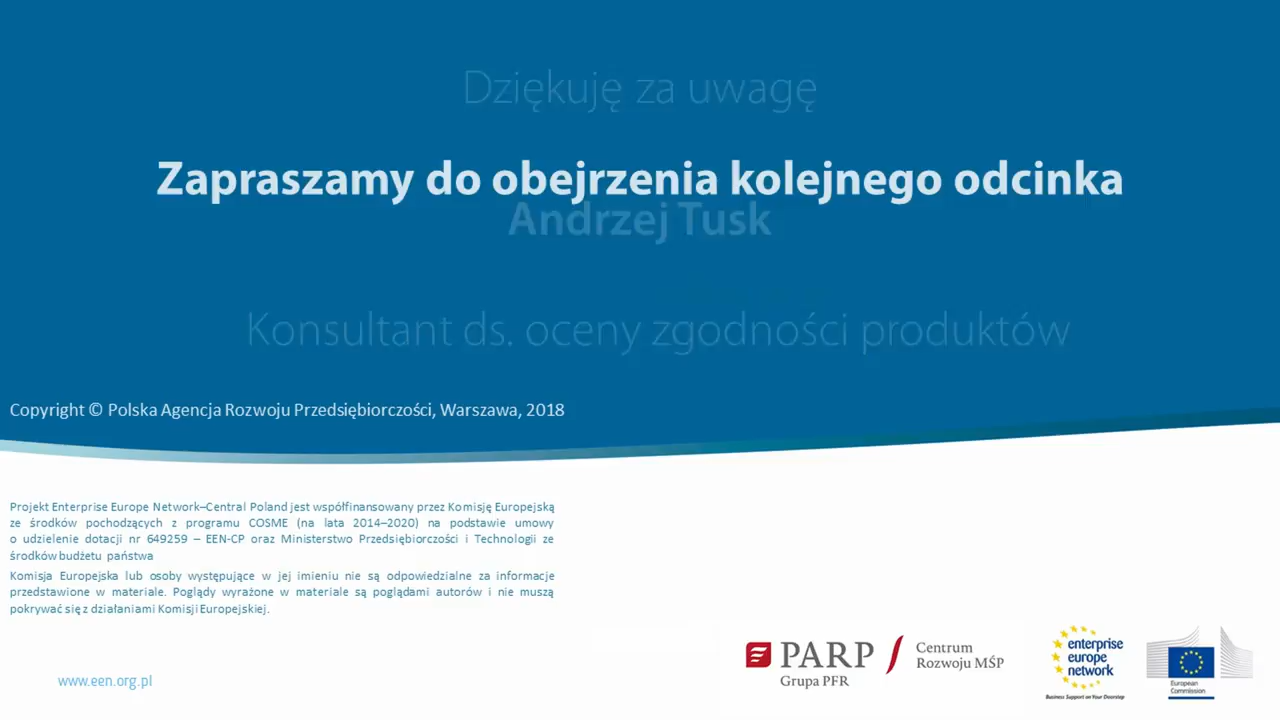 Dziękuję za uwagę
Zapraszamy do obejrzenia kolejnego odcinka
Andrzej Tusk
Konsultant ds. oceny zgodności produktów
Copyright © Polska Agencja Rozwoju Przedsiębiorczości, Warszawa, 2018
Projekt Enterprise Europe Network–Central Poland jest współfinansowany przez Komisję Europejską
ze środków pochodzących z programu COSME (na lata 2014–2020) na podstawie umowy
o udzielenie dotacji nr 649259 – EEN-CP oraz Ministerstwo Przedsiębiorczości i Technologii ze
środków budżetu państwa
Komisja Europejska lub osoby występujące w jej imieniu nie są odpowiedzialne za informacje
przedstawione w materiale. Poglądy wyrażone w materiale są poglądami autorów i nie muszą
pokrywać się z działaniami Komisji Europejskiej.
www.een.org.pl
PARP
Grupa PFR
Centrum
Rozwoju MŚP
enterprise
europe
network
Business Support on Your Doorstep
European
Commission